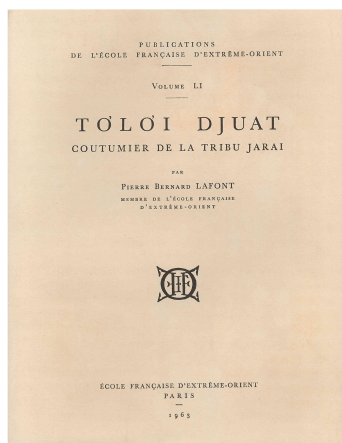 PUBLICATIONS
DE L'ÉCOLE FRANÇAISE D'EXTRÊME-ORIENT
VOLUME LI
TƠLƠI DJUAT
COUTUMIER DE LA TRIBU JARAI
PAR
PIERRE BERNARD LAFONT
MEMBRE DE L'ÉCOLE FRANÇAISE
D'EXTRÊME-ORIENT
ÉCOLE FRANÇAISE D'EXTRÊME-ORIENT
PARIS
1963